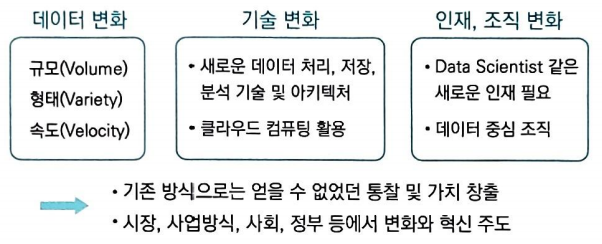 데이터 변화
규모(Volume)
형태(Variety)
속도(Velocity)
기술 변화
• 새로운 데이터 처리, 저장,
분석 기술 및 아키텍처
• 클라우드 컴퓨팅 활용
인재, 조직 변화
• Data Scientist 같은
새로운 인재 필요
• 데이터 중심 조직
• 기존 방식으로는 얻을 수 없었던 통찰 및 가치 창출
• 시장, 사업방식, 사회, 정부 등에서 변화와 혁신 주도